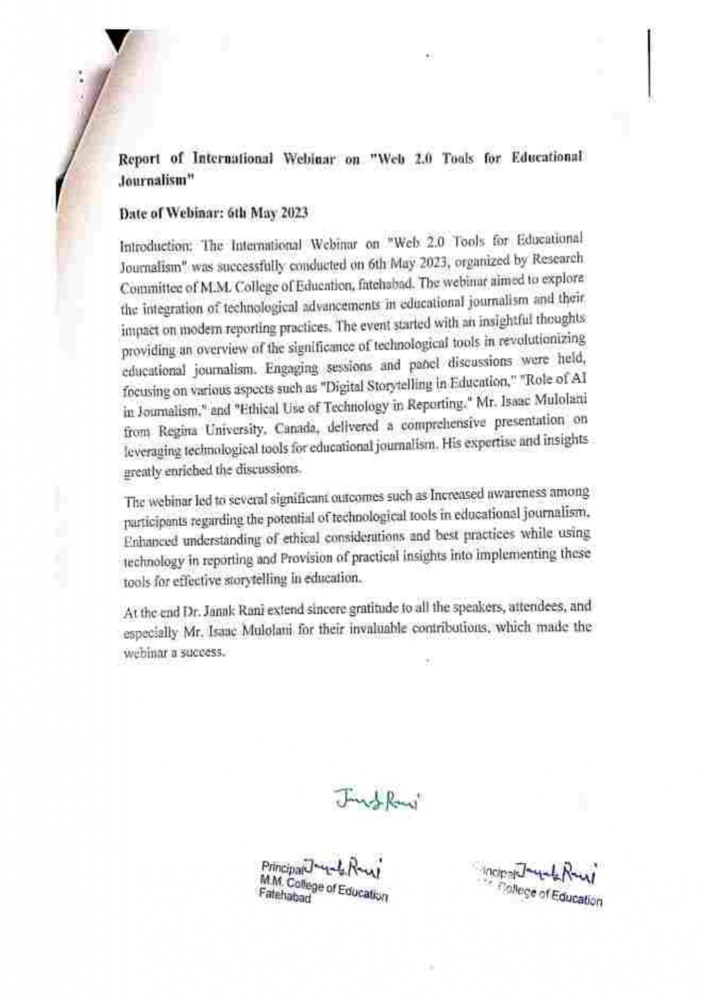 Report of International Webinar on "Web 2.0 Tools for Educational
Journalism"
Date of Webinar: 6th May 2023
Introduction: The International Webinar on "Web 2.0 Tools for Educational
Journalism" was successfully conducted on 6th May 2023, organized by Research
Committee of M.M. College of Education, fatehabad. The webinar aimed to explore
the integration of technological advancements in educational journalism and their
impact on modern reporting practices. The event started with an insightful thoughts
providing an overview of the significance of technological tools in revolutionizing
educational journalism. Engaging sessions and panel discussions were held,
focusing on various aspects such as "Digital Storytelling in Education," "Role of AI
in Journalism," and "Ethical Use of Technology in Reporting." Mr. Isaac Mulolani
from Regina University, Canada, delivered a comprehensive presentation on
leveraging technological tools for educational journalism. His expertise and insights
greatly enriched the discussions.
The webinar led to several significant outcomes such as Increased awareness among
participants regarding the potential of technological tools in educational journalism,
Enhanced understanding of ethical considerations and best practices while using
technology in reporting and Provision of practical insights into implementing these
tools for effective storytelling in education.
At the end Dr. Janak Rani extend sincere gratitude to all the speakers, attendees, and
especially Mr. Isaac Mulolani for their invaluable contributions, which made the
webinar a success.
Janak Rani
Principal Janak Rani
M.M. College of Education
Fatehabad
incipal Janak Rani
College of Education